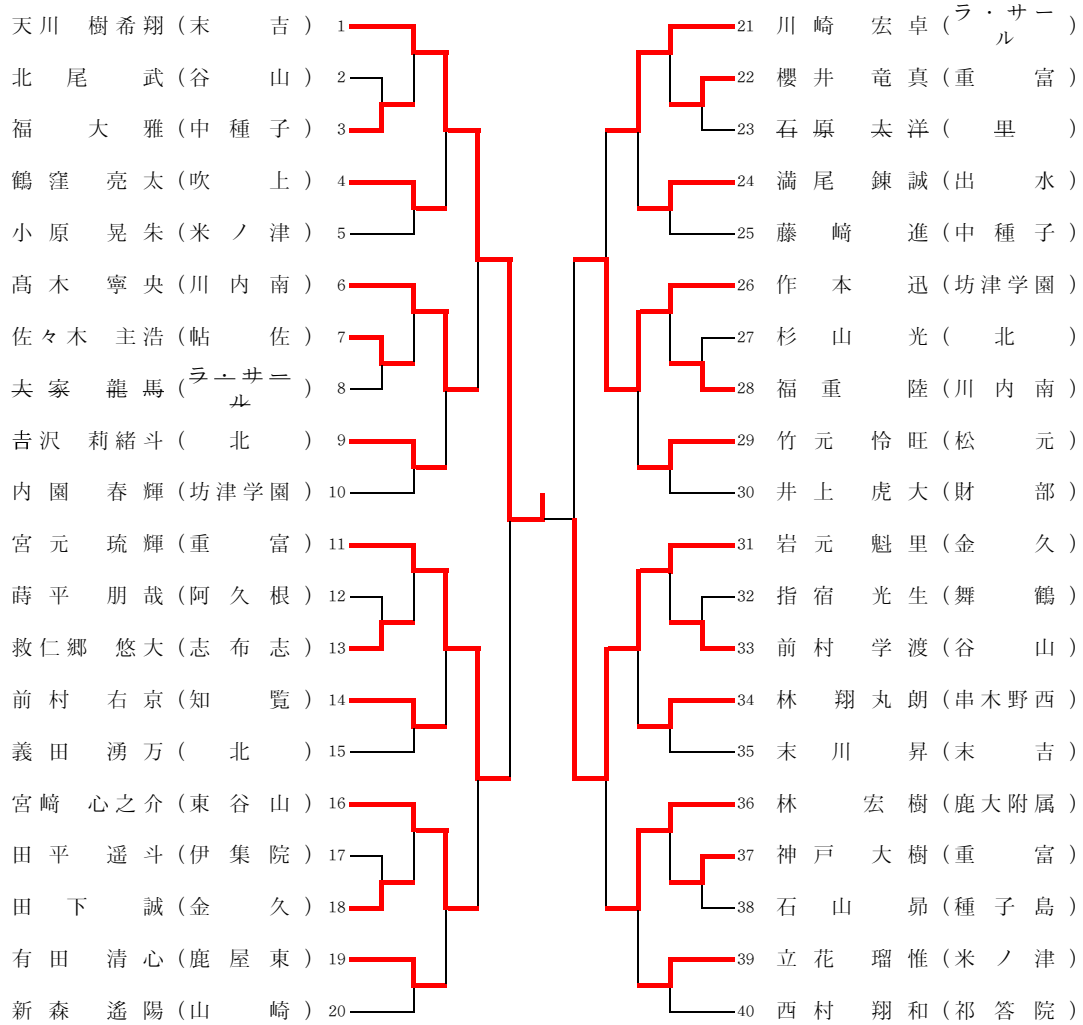 天川 樹希翔 (末 吉) 1
北尾 武 (谷 山) 2
福 大雅 (中種子) 3
鶴窪 亮太 (吹 上) 4
小原 晃朱 (米ノ津) 5
髙木 寧央 (川内南) 6
佐々木 主浩 (帖 佐) 7
大家 龍馬 (ラ・サール) 8
𠮷沢 莉緒斗 (北) 9
内園 春輝 (坊津学園) 10
宮元 琉輝 (重 富) 11
蒔平 朋哉 (阿久根) 12
救仁郷 悠大 (志布志) 13
前村 右京 (知 覧) 14
義田 湧万 (北) 15
宮﨑 心之介 (東谷山) 16
田平 遥斗 (伊集院) 17
田下 誠 (金 久) 18
有田 清心 (鹿屋東) 19
新森 遙陽 (山 崎) 20
21 川崎 宏卓 (ラ・サール)
22 櫻井 竜真 (重 富)
23 石原 太洋 (里)
24 満尾 錬誠 (出 水)
25 藤﨑 進 (中種子)
26 作本 迅 (坊津学園)
27 杉山 光 (北)
28 福重 陸 (川内南)
29 竹元 怜旺 (松 元)
30 井上 虎大 (財 部)
31 岩元 魁里 (金 久)
32 指宿 光生 (舞 鶴)
33 前村 学渡 (谷 山)
34 林 翔丸朗 (串木野西)
35 末川 昇 (末 吉)
36 林 宏樹 (鹿大附属)
37 神戸 大樹 (重 富)
38 石山 昴 (種子島)
39 立花 瑠惟 (米ノ津)
40 西村 翔和 (祁答院)